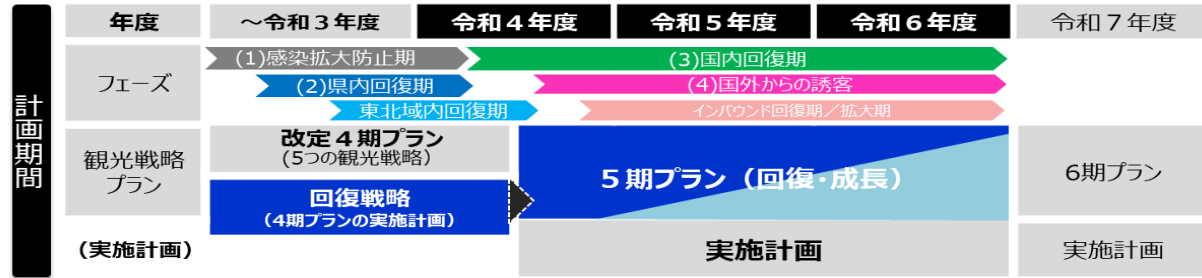 計画期間
年度
～令和３年度
令和４年度
令和５年度
令和６年度
令和７年度
フェーズ
(1)感染拡大防止期
(3)国内回復期
(2)県内回復期
(4)国外からの誘客
東北域内回復期
インバウンド回復期／拡大期
観光戦略
プラン
改定４期プラン
(5つの観光戦略)
回復戦略
(4期プランの実施計画)
５期プラン（回復・成長）
6期プラン
(実施計画)
実施計画
実施計画